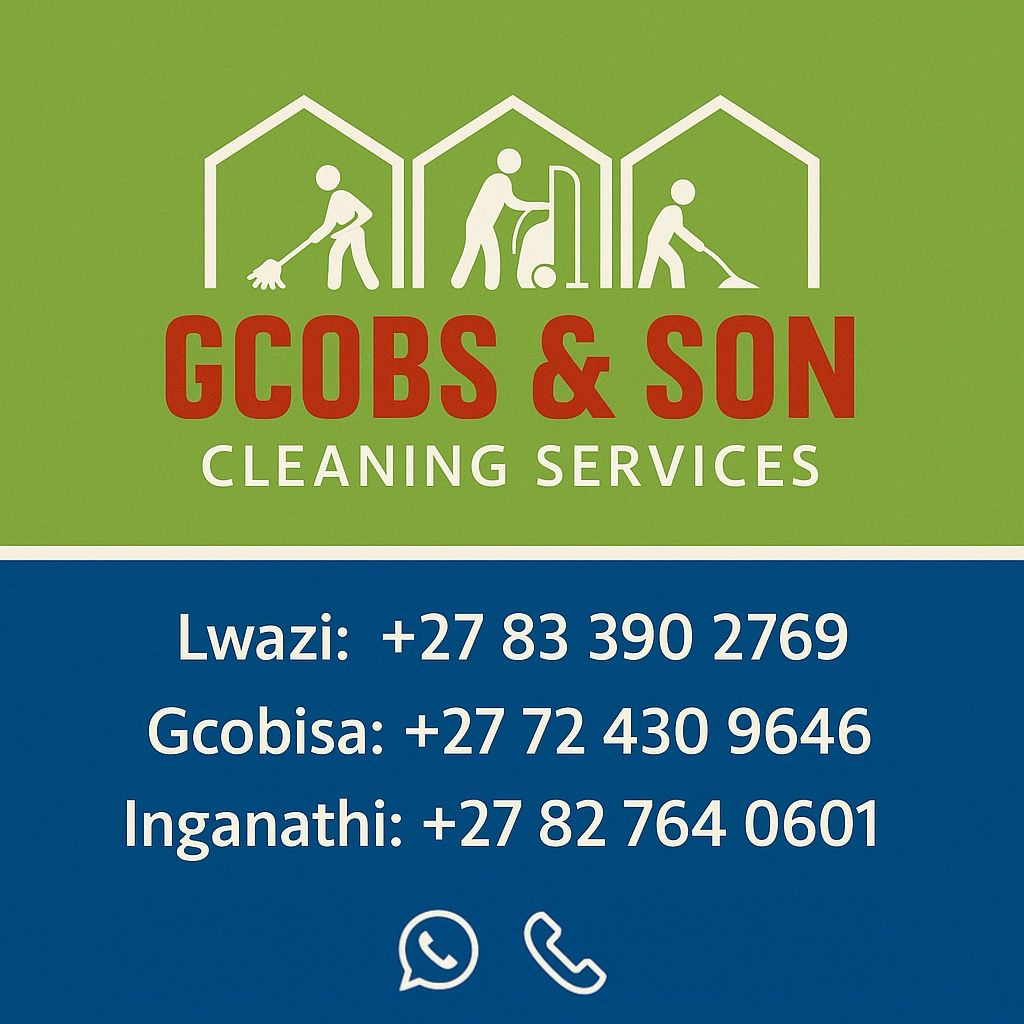 GCOBS & SON
CLEANING SERVICES
Lwazi: +27 83 390 2769
Gcobisa: +27 72 430 9646
Inganathi: +27 82 764 0601